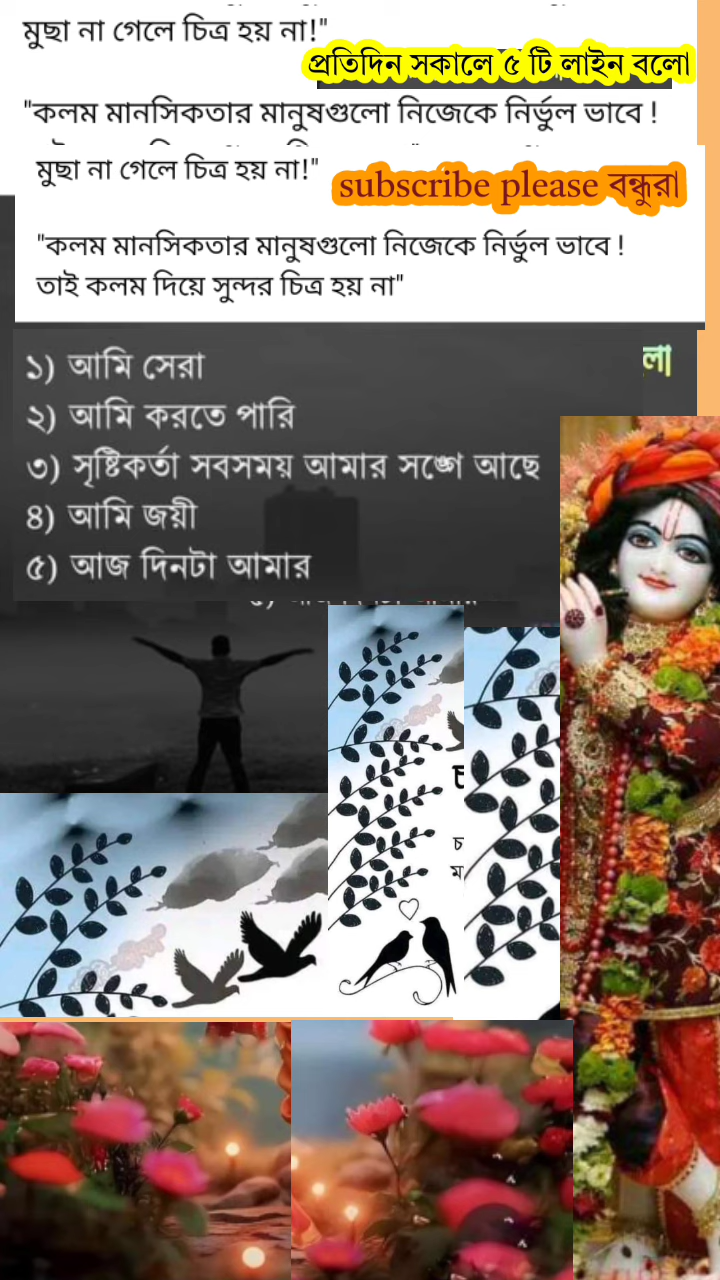 মুছা না গেলে চিত্র হয় না!"
প্রতিদিন সকালে ৫ টি লাইন বলো
"কলম মানসিকতার মানুষগুলো নিজেকে নির্ভুল ভাবে !
মুছা না গেলে চিত্র হয় না!"
subscribe please বন্ধুরা
"কলম মানসিকতার মানুষগুলো নিজেকে নির্ভুল ভাবে !
তাই কলম দিয়ে সুন্দর চিত্র হয় না"
লো
১) আমি সেরা
২) আমি করতে পারি
৩) সৃষ্টিকর্তা সবসময় আমার সঙ্গে আছে
৪) আমি জয়ী
৫) আজ দিনটা আমার